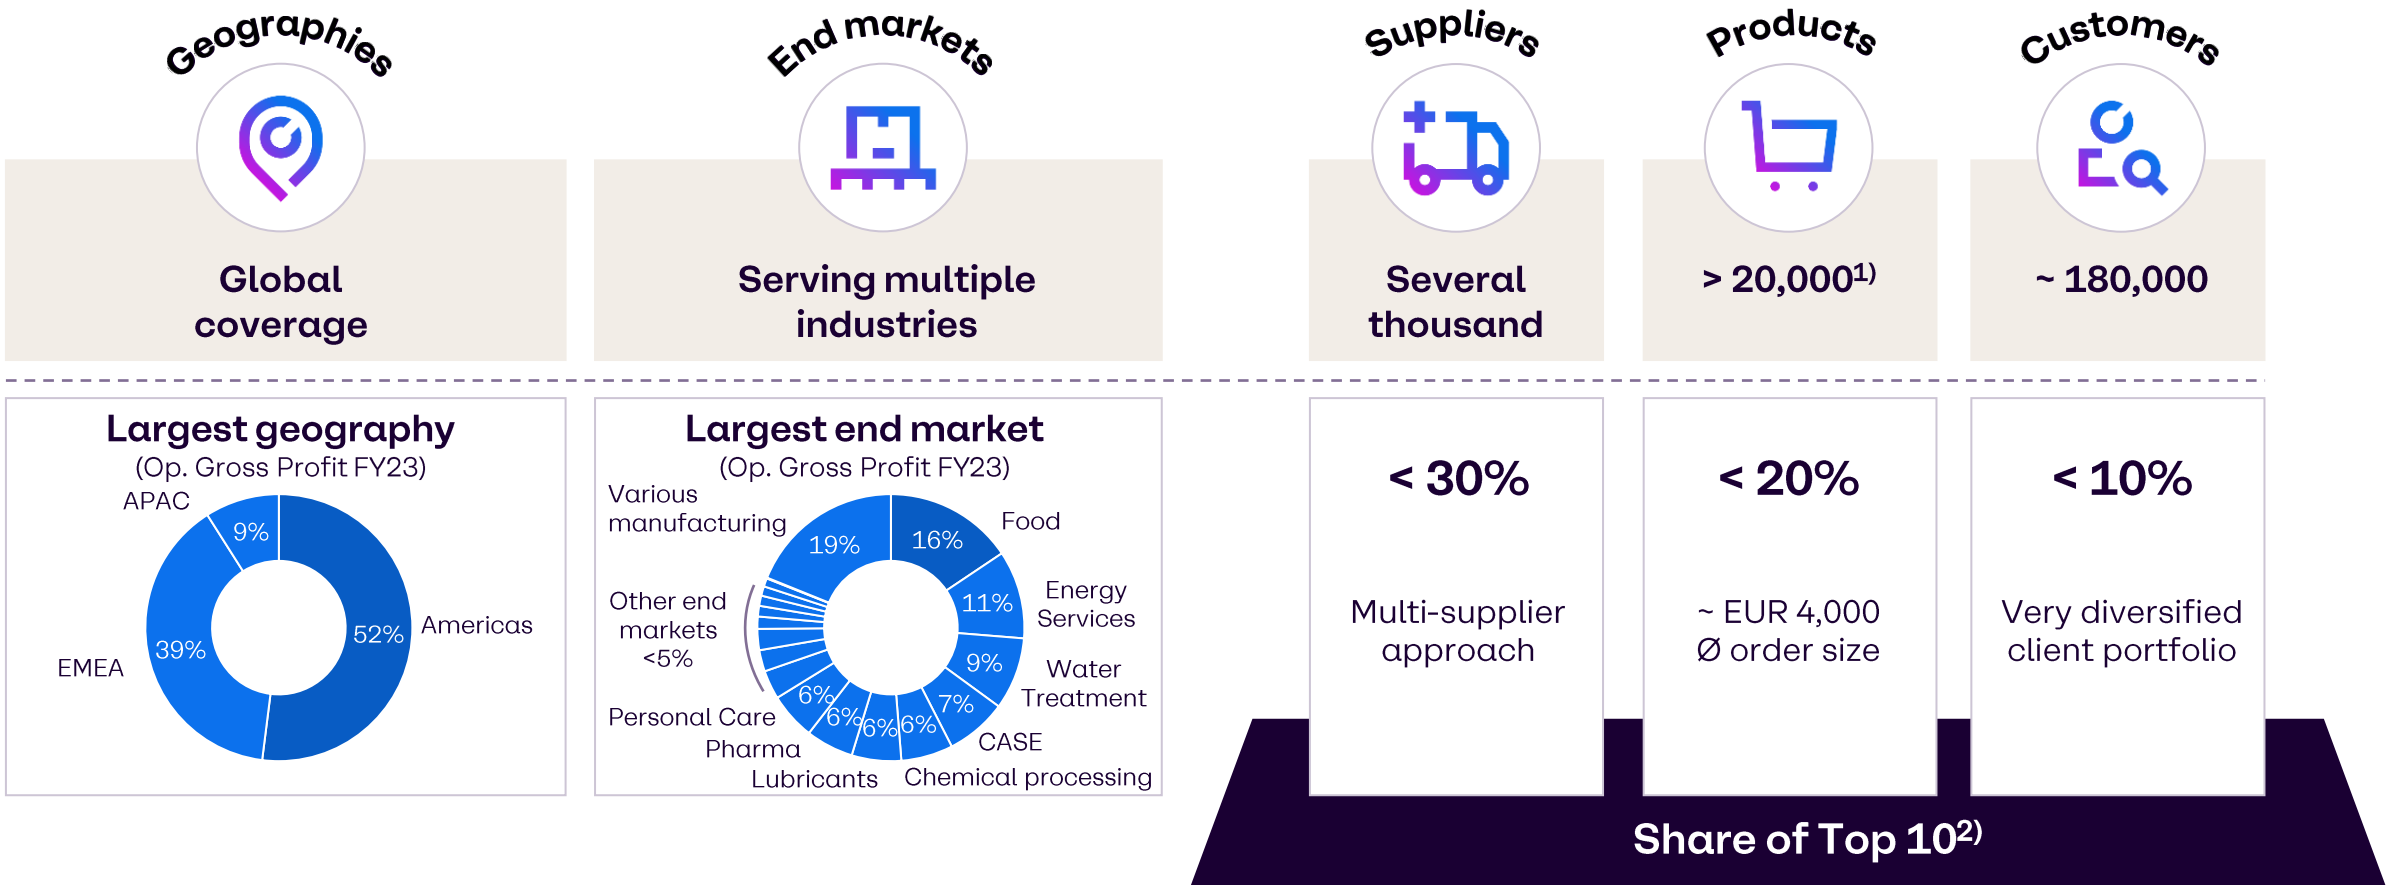 Geographies
End markets
Suppliers
Products
Customers
Global
coverage
Serving multiple
industries
Several
thousand
> 20,000¹⁾
~ 180,000
Largest geography
(Op. Gross Profit FY23)
APAC
9%
52%
Americas
39%
EMEA
Largest end market
(Op. Gross Profit FY23)
Various
manufacturing
19%
16%
Food
11%
Energy
Services
9%
Water
Treatment
7%
CASE
6%
Chemical processing
6%
Lubricants
6%
Pharma
6%
Personal Care
Other end
markets
<5%
< 30%
Multi-supplier
approach
< 20%
~ EUR 4,000
Ø order size
< 10%
Very diversified
client portfolio
Share of Top 10²⁾